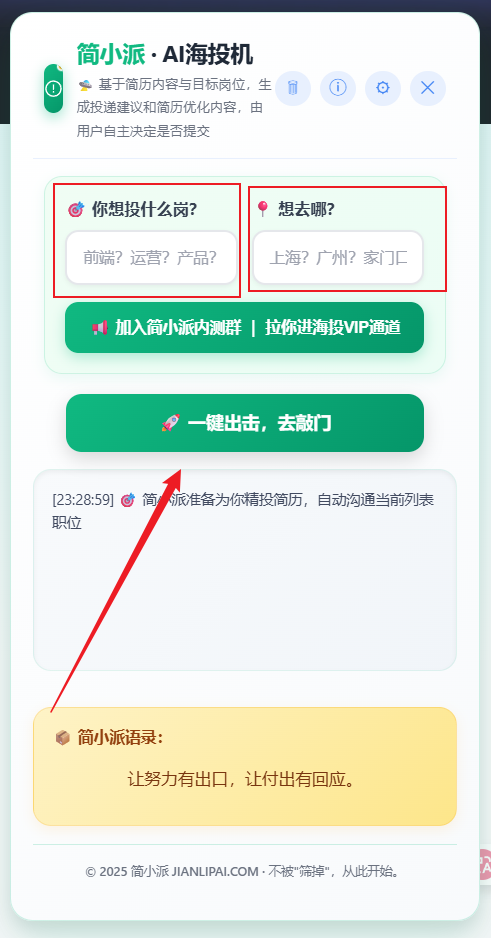 简小派 · AI海投机
🛸 基于简历内容与目标岗位，生
成投递建议和简历优化内容，由
用户自主决定是否提交
🎯 你想投什么岗?
📍 想去哪?
前端？运营？产品？
上海？广州？家门口
📢 加入简小派内测群 | 拉你进海投VIP通道
🚀 一键出击，去敲门
[23:28:59] 🎯 简小派准备为你精投简历，自动沟通当前列表
职位
📦 简小派语录：
让努力有出口，让付出有回应。
© 2025 简小派 JIANLIPAI.COM · 不被"筛掉"，从此开始。